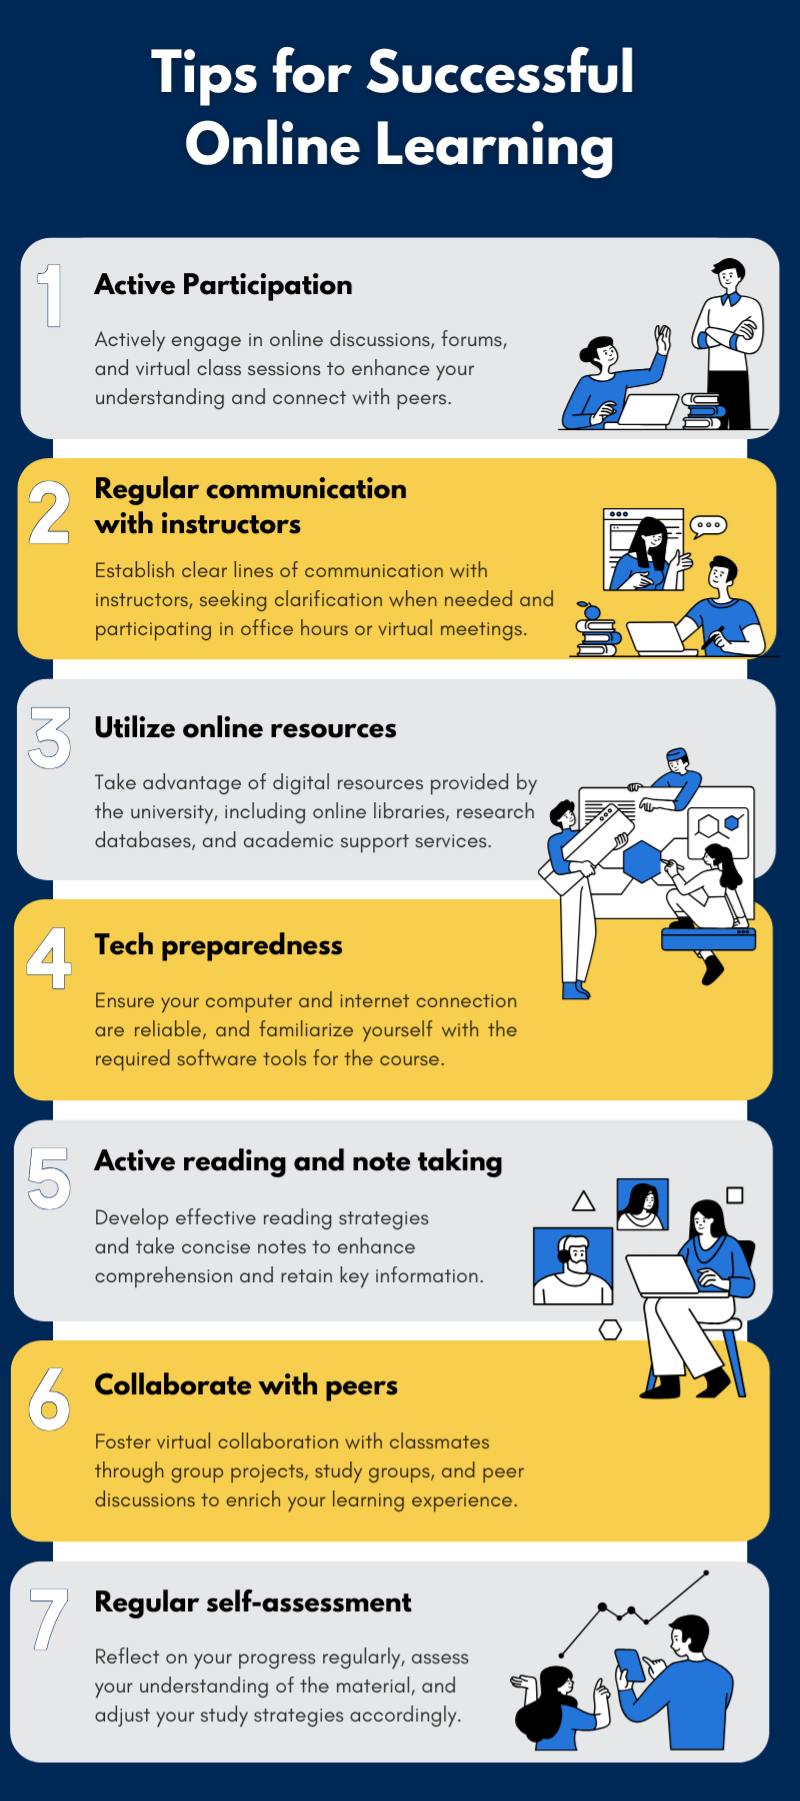 Tips for Successful
Online Learning
1
Active Participation
Actively engage in online discussions, forums,
and virtual class sessions to enhance your
understanding and connect with peers.
2
Regular communication
with instructors
Establish clear lines of communication with
instructors, seeking clarification when needed and
participating in office hours or virtual meetings.
3
Utilize online resources
Take advantage of digital resources provided by
the university, including online libraries, research
databases, and academic support services.
4
Tech preparedness
Ensure your computer and internet connection
are reliable, and familiarize yourself with the
required software tools for the course.
5
Active reading and note taking
Develop effective reading strategies
and take concise notes to enhance
comprehension and retain key information.
6
Collaborate with peers
Foster virtual collaboration with classmates
through group projects, study groups, and peer
discussions to enrich your learning experience.
7
Regular self-assessment
Reflect on your progress regularly, assess
your understanding of the material, and
adjust your study strategies accordingly.